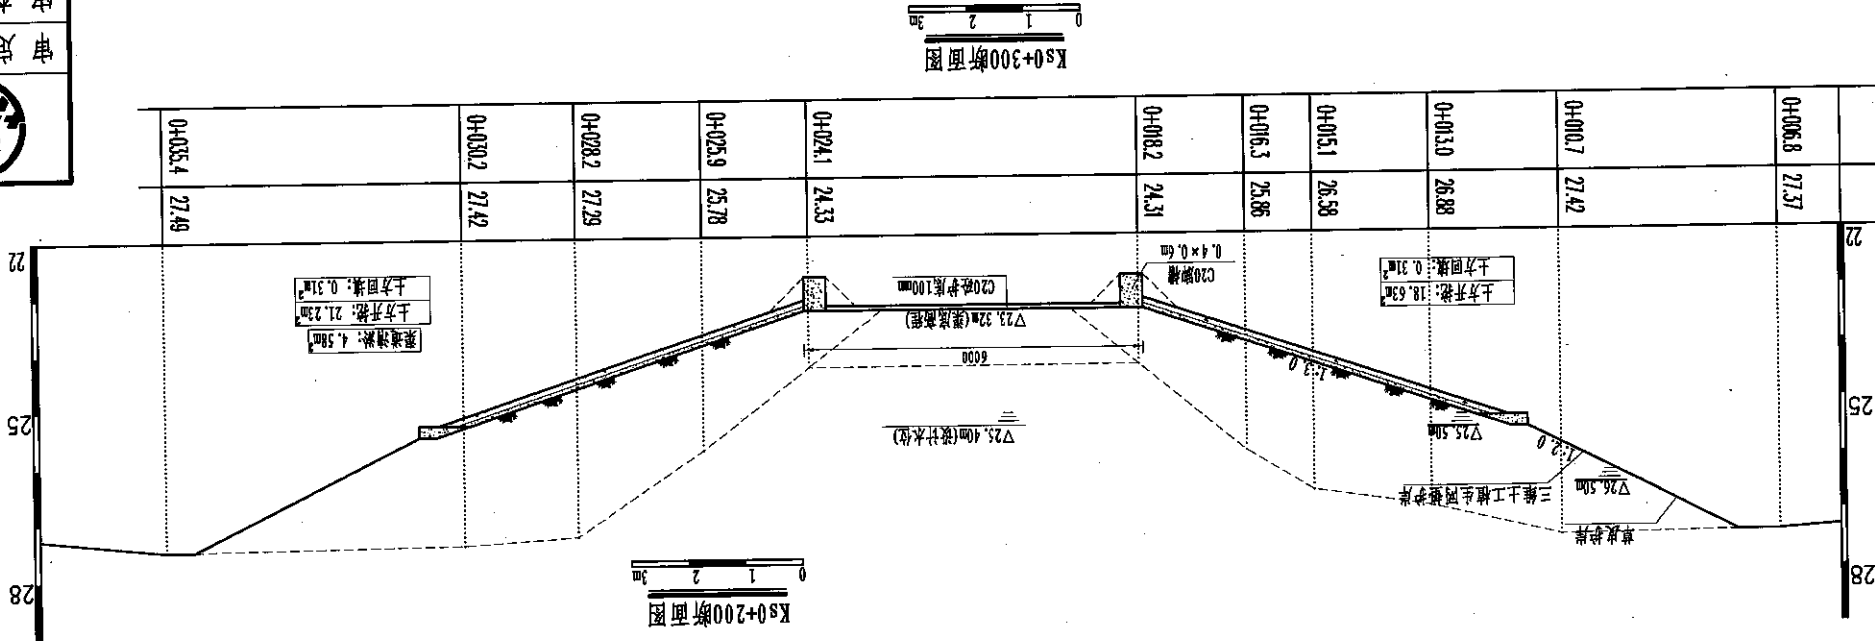 Ks0+200断面图
0 1 2 3m
28
28
草皮护岸
▽26.50m
三维土工植生网垫护岸
1:2.0
▽25.50m
▽25.40m(设计水位)
25
25
1:3.0
6000
▽23.32m(渠底高程)
C20砼护底100mm
C20脚槽
0.4×0.6m
土方开挖: 18.63m²
土方回填: 0.31m²
渠道清淤: 4.58m²
土方开挖: 21.23m²
土方回填: 0.31m²
22
22
27.37 27.42 26.88 26.58 25.86 24.31 24.33 25.78 27.29 27.42 27.49
0+006.8 0+010.7 0+013.0 0+015.1 0+016.3 0+018.2 0+024.1 0+025.9 0+028.2 0+030.2 0+035.4
Ks0+300断面图
0 1 2 3m
审 定